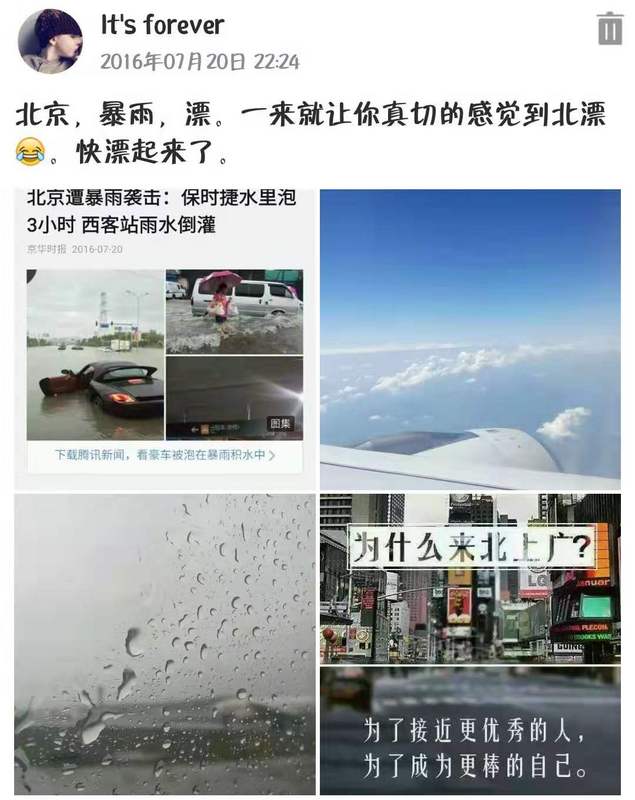 It's forever
2016年07月20日 22:24
北京，暴雨，漂。一来就让你真切的感觉到北漂
😂。快漂起来了。
北京遭暴雨袭击：保时捷水里泡
3小时 西客站雨水倒灌
京华时报 2016-07-20
图集
下载腾讯新闻，看豪车被泡在暴雨积水中
为什么来北上广?
LG
为了接近更优秀的人，
为了成为更棒的自己。